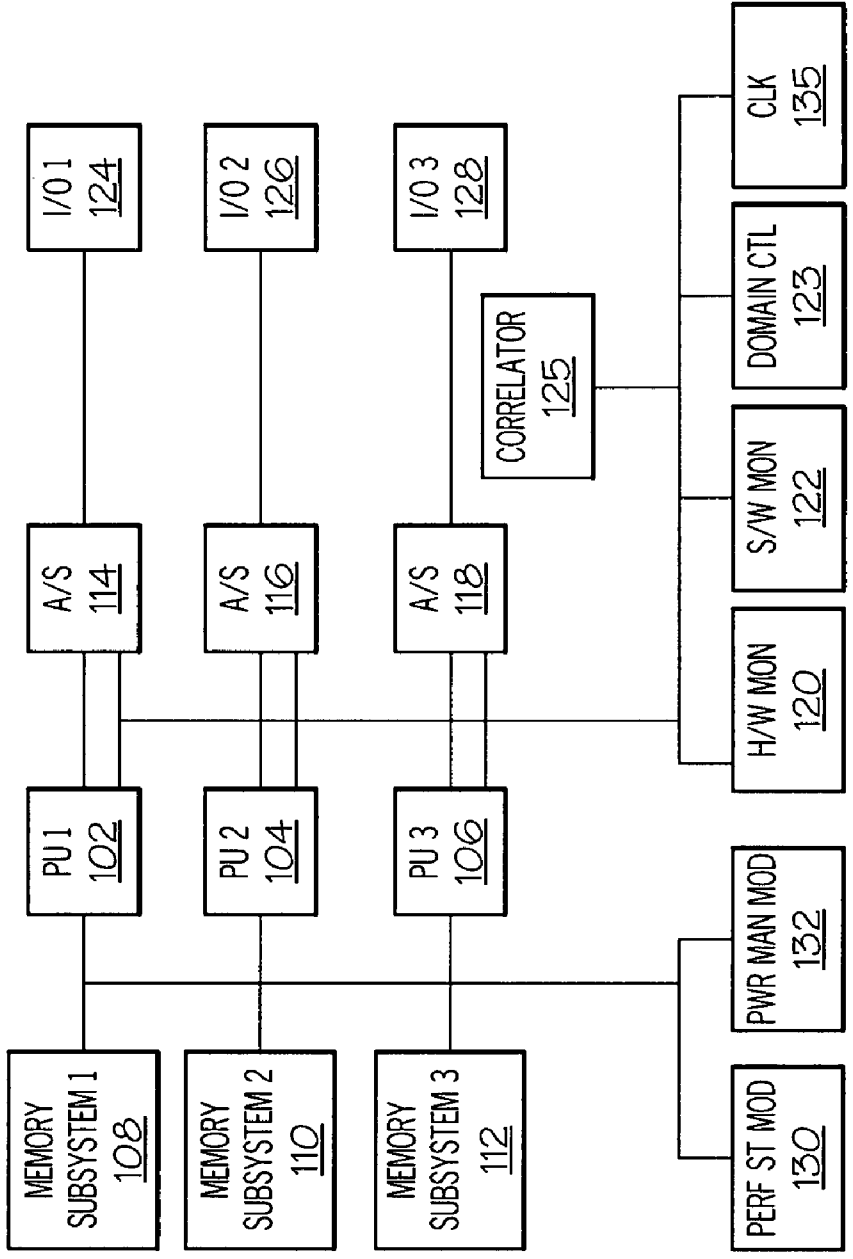 MEMORY
SUBSYSTEM 1
108
PU 1
102
A/S
114
I/O 1
124
MEMORY
SUBSYSTEM 2
110
PU 2
104
A/S
116
I/O 2
126
MEMORY
SUBSYSTEM 3
112
PU 3
106
A/S
118
I/O 3
128
CORRELATOR
125
PERF ST MOD
130
PWR MAN MOD
132
H/W MON
120
S/W MON
122
DOMAIN CTL
123
CLK
135